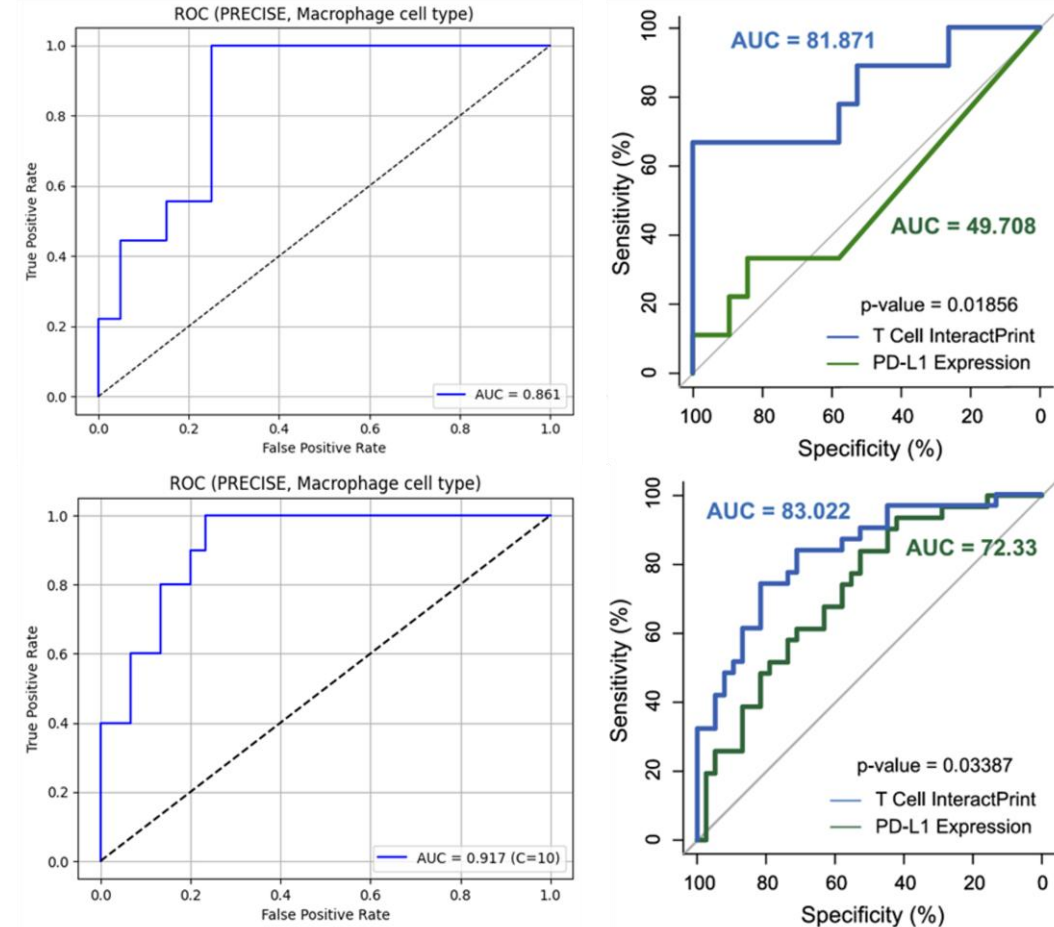 ROC (PRECISE, Macrophage cell type)
True Positive Rate
1.0
0.8
0.6
0.4
0.2
0.0
AUC = 0.861
0.0 0.2 0.4 0.6 0.8 1.0
False Positive Rate
Sensitivity (%)
100
80
60
40
20
0
AUC = 81.871
AUC = 49.708
p-value = 0.01856
T Cell InteractPrint
PD-L1 Expression
100 80 60 40 20 0
Specificity (%)
ROC (PRECISE, Macrophage cell type)
True Positive Rate
1.0
0.8
0.6
0.4
0.2
0.0
AUC = 0.917 (C=10)
0.0 0.2 0.4 0.6 0.8 1.0
False Positive Rate
Sensitivity (%)
100
80
60
40
20
0
AUC = 83.022
AUC = 72.33
p-value = 0.03387
T Cell InteractPrint
PD-L1 Expression
100 80 60 40 20 0
Specificity (%)